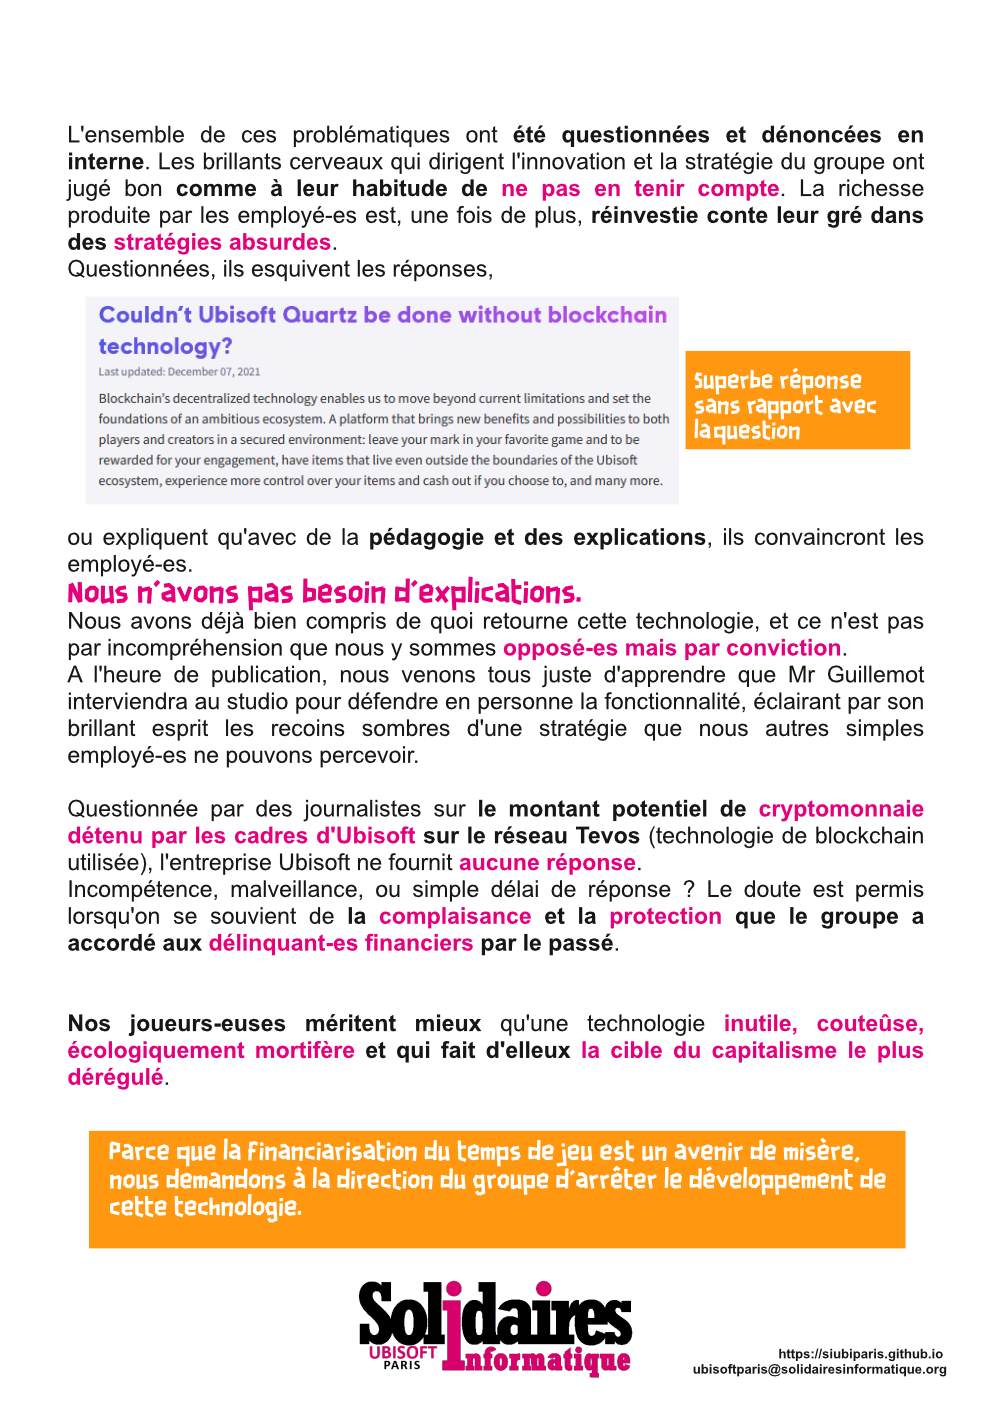 L'ensemble de ces problématiques ont été questionnées et dénoncées en
interne. Les brillants cerveaux qui dirigent l'innovation et la stratégie du groupe ont
jugé bon comme à leur habitude de ne pas en tenir compte. La richesse
produite par les employé-es est, une fois de plus, réinvestie conte leur gré dans
des stratégies absurdes.
Questionnées, ils esquivent les réponses,
Couldn't Ubisoft Quartz be done without blockchain
technology?
Last updated: December 07, 2021
Blockchain's decentralized technology enables us to move beyond current limitations and set the
foundations of an ambitious ecosystem. A platform that brings new benefits and possibilities to both
players and creators in a secured environment: leave your mark in your favorite game and to be
rewarded for your engagement, have items that live even outside the boundaries of the Ubisoft
ecosystem, experience more control over your items and cash out if you choose to, and many more.
Superbe réponse
sans rapport avec
la question
ou expliquent qu'avec de la pédagogie et des explications, ils convaincront les
employé-es.
Nous n'avons pas besoin d'explications.
Nous avons déjà bien compris de quoi retourne cette technologie, et ce n'est pas
par incompréhension que nous y sommes opposé-es mais par conviction.
A l'heure de publication, nous venons tous juste d'apprendre que Mr Guillemot
interviendra au studio pour défendre en personne la fonctionnalité, éclairant par son
brillant esprit les recoins sombres d'une stratégie que nous autres simples
employé-es ne pouvons percevoir.
Questionnée par des journalistes sur le montant potentiel de cryptomonnaie
détenu par les cadres d'Ubisoft sur le réseau Tevos (technologie de blockchain
utilisée), l'entreprise Ubisoft ne fournit aucune réponse.
Incompétence, malveillance, ou simple délai de réponse ? Le doute est permis
lorsqu'on se souvient de la complaisance et la protection que le groupe a
accordé aux délinquant-es financiers par le passé.
Nos joueurs-euses méritent mieux qu'une technologie inutile, couteûse,
écologiquement mortifère et qui fait d'elleux la cible du capitalisme le plus
dérégulé.
Parce que la financiarisation du temps de jeu est un avenir de misère,
nous demandons à la direction du groupe d'arrêter le développement de
cette technologie.
Solidaires
UBISOFT
PARIS
Informatique
https://siubiparis.github.io
ubisoftparis@solidairesinformatique.org